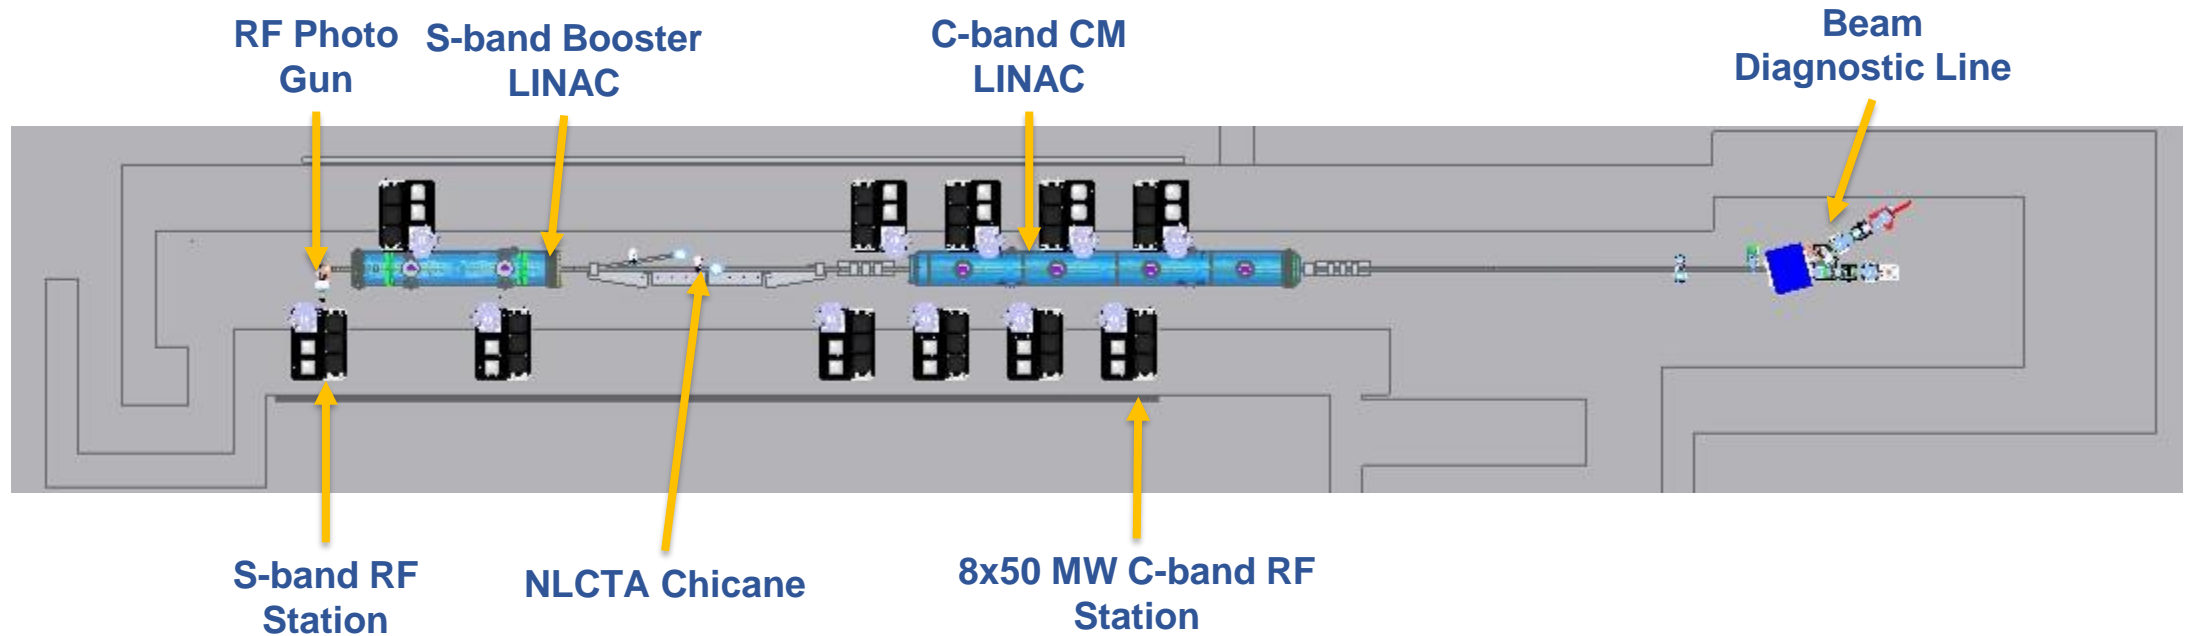 RF Photo
Gun
S-band Booster
LINAC
C-band CM
LINAC
Beam
Diagnostic Line
S-band RF
Station
NLCTA Chicane
8x50 MW C-band RF
Station